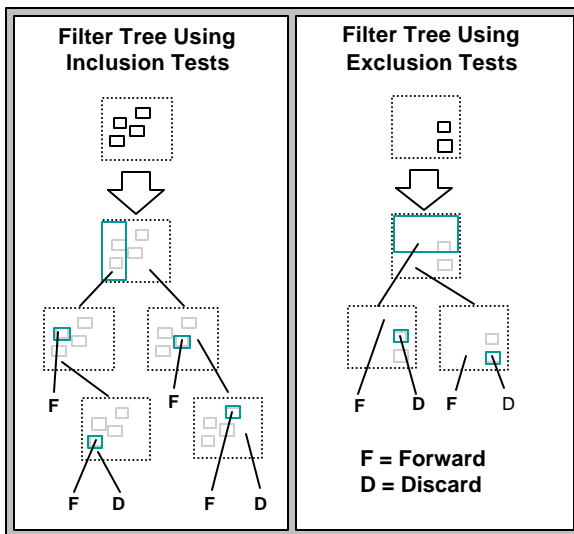 Filter Tree Using
Inclusion Tests
F
F
F
D
F
D
Filter Tree Using
Exclusion Tests
F
D
F
D
F = Forward
D = Discard